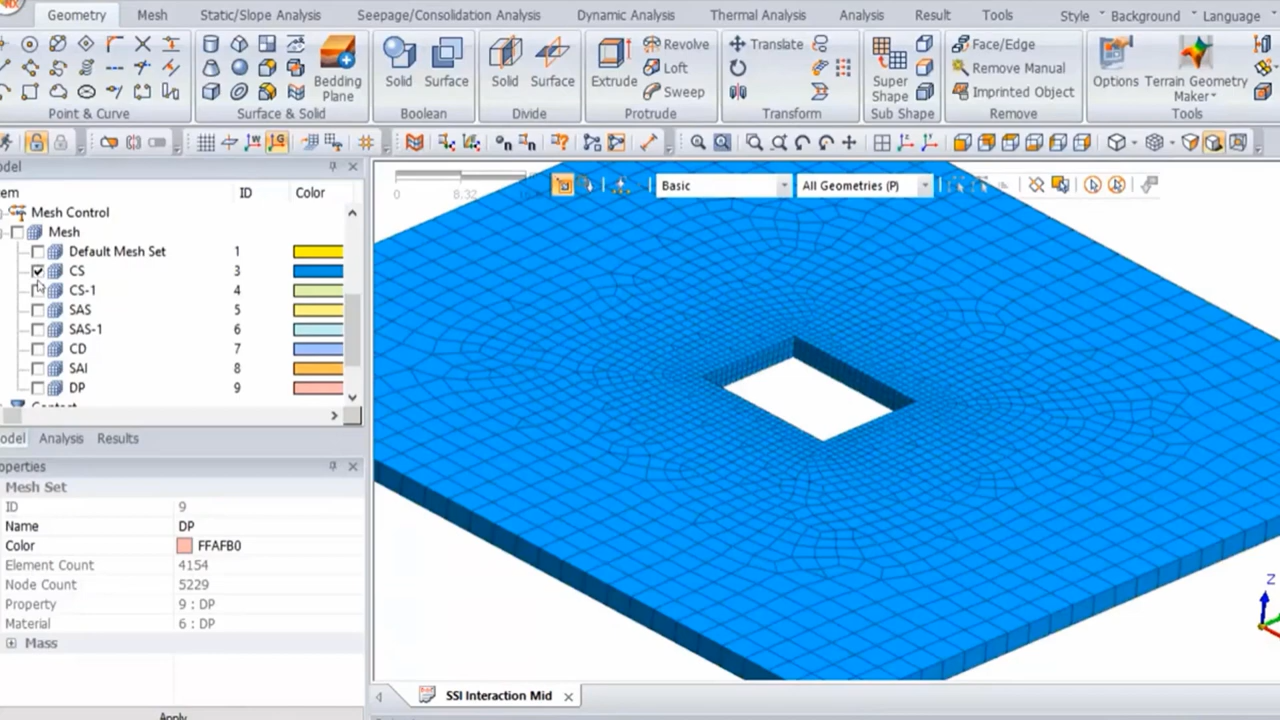 Geometry Mesh Static/Slope Analysis Seepage/Consolidation Analysis Dynamic Analysis Thermal Analysis Analysis Result Tools Style Background Language
Revolve Translate Face/Edge
Loft Remove Manual
Solid Surface Solid Surface Extrude Sweep Super Shape Imprinted Object Options Terrain Geometry Maker
Bedding Plane
Point & Curve Surface & Solid Boolean Divide Protrude Transform Sub Shape Remove Tools
odel
em ID Color
0 8.32 Basic All Geometries (P)
Mesh Control
Mesh
Default Mesh Set 1
CS 3
CS-1 4
SAS 5
SAS-1 6
CD 7
SAI 8
DP 9
odel Analysis Results
roperties
Mesh Set
ID 9
Name DP
Color FFAFB0
Element Count 4154
Node Count 5229
Property 9 : DP
Material 6 : DP
Mass
Z
SSI Interaction Mid
Apply